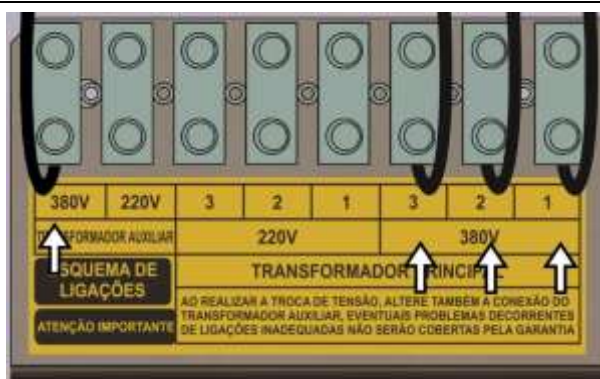 380V 220V 3 2 1 3 2 1
TRANSFORMADOR AUXILIAR 220V 380V
ESQUEMA DE
LIGAÇÕES
TRANSFORMADOR PRINCIPAL
ATENÇÃO IMPORTANTE
AO REALIZAR A TROCA DE TENSÃO, ALTERE TAMBÉM A CONEXÃO DO
TRANSFORMADOR AUXILIAR, EVENTUAIS PROBLEMAS DECORRENTES
DE LIGAÇÕES INADEQUADAS NÃO SERÃO COBERTAS PELA GARANTIA